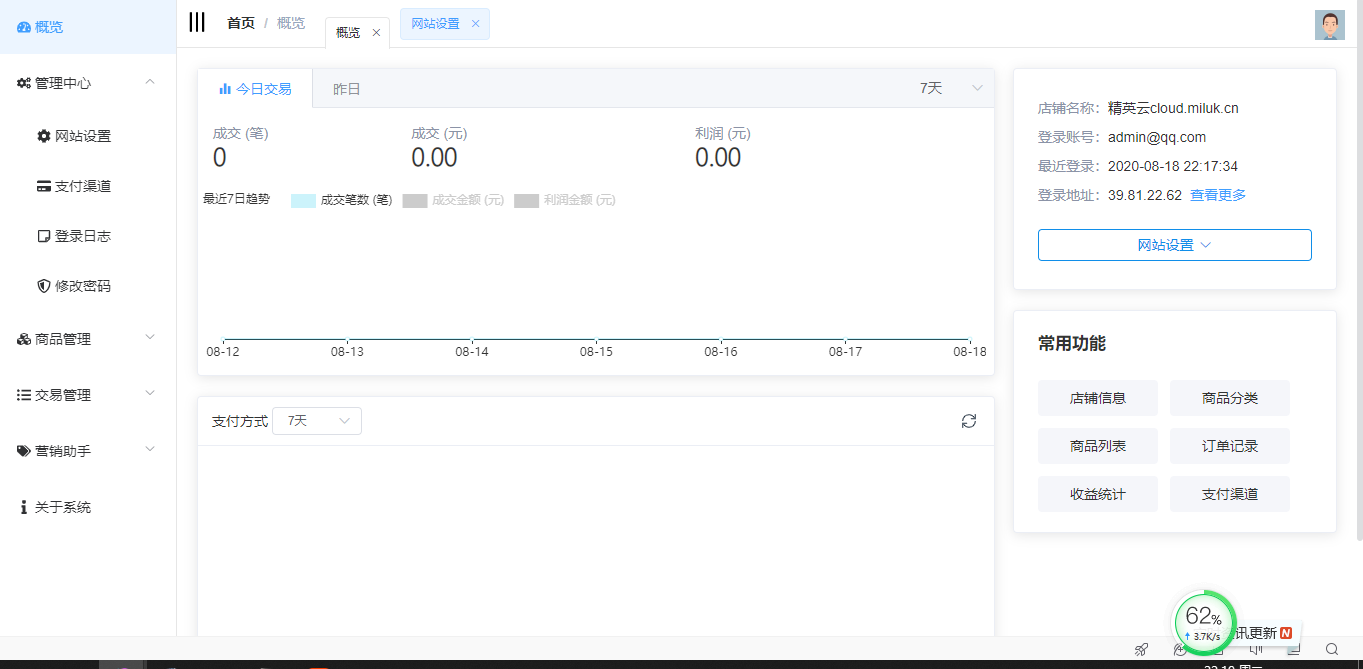 概览
管理中心
网站设置
支付渠道
登录日志
修改密码
商品管理
交易管理
营销助手
关于系统
首页 / 概览
概览 ×
网站设置 ×
今日交易
昨日
7天
成交 (笔)
0
成交 (元)
0.00
利润 (元)
0.00
最近7日趋势
成交笔数 (笔)
成交金额 (元)
利润金额 (元)
08-12
08-13
08-14
08-15
08-16
08-17
08-18
支付方式
7天
店铺名称：精英云cloud.miluk.cn
登录账号：admin@qq.com
最近登录：2020-08-18 22:17:34
登录地址：39.81.22.62 查看更多
网站设置
常用功能
店铺信息
商品分类
商品列表
订单记录
收益统计
支付渠道
62%
↑ 3.7K/s
讯更新
N